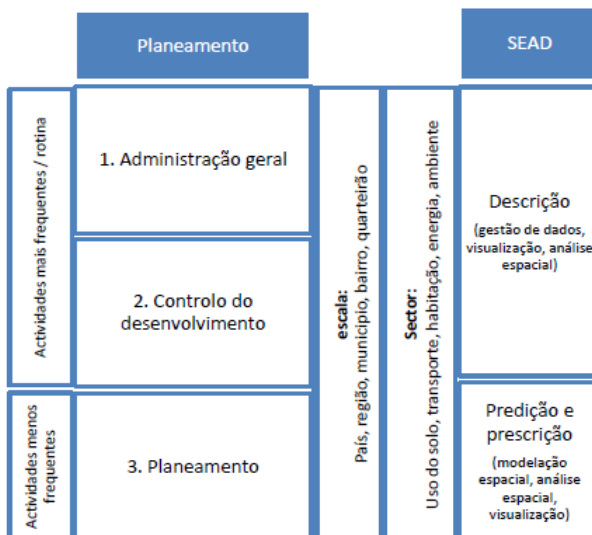 Planeamento
SEAD
Actividades mais frequentes / rotina
1. Administração geral
2. Controlo do
desenvolvimento
Actividades menos
frequentes
3. Planeamento
escala:
País, região, municipio, bairro, quarteirão
Sector:
Uso do solo, transporte, habitação, energia, ambiente
Descrição
(gestão de dados,
visualização, análise
espacial)
Predição e
prescrição
(modelação
espacial, análise
espacial,
visualização)